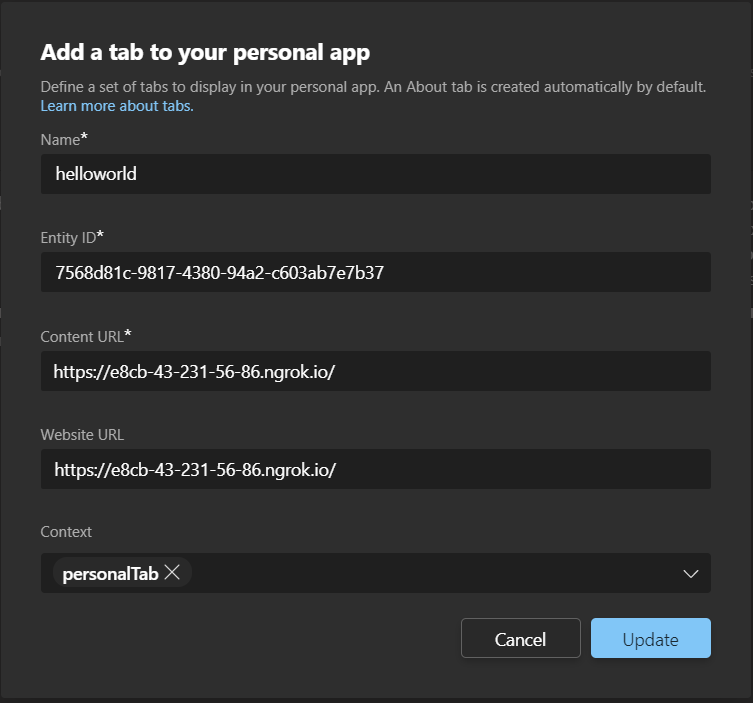 Add a tab to your personal app
Define a set of tabs to display in your personal app. An About tab is created automatically by default.
Learn more about tabs.
Name*
helloworld
Entity ID*
7568d81c-9817-4380-94a2-c603ab7e7b37
Content URL*
https://e8cb-43-231-56-86.ngrok.io/
Website URL
https://e8cb-43-231-56-86.ngrok.io/
Context
personalTab
Cancel
Update